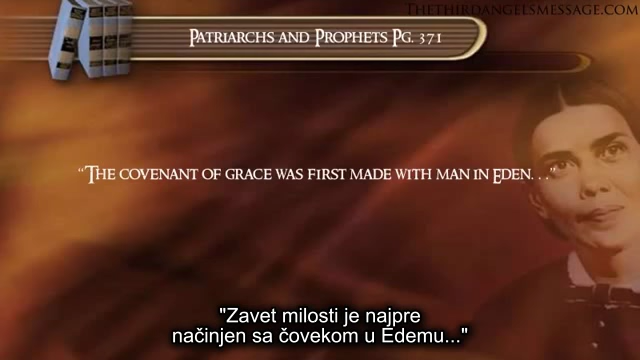 TheThirdAngelsMessage.com
Patriarchs and Prophets Pg. 371
"The covenant of grace was first made with man in Eden. . ."
"Zavet milosti je najpre
načinjen sa čovekom u Edemu..."